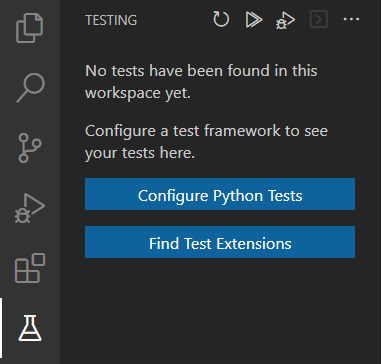 TESTING
No tests have been found in this
workspace yet.
Configure a test framework to see
your tests here.
Configure Python Tests
Find Test Extensions